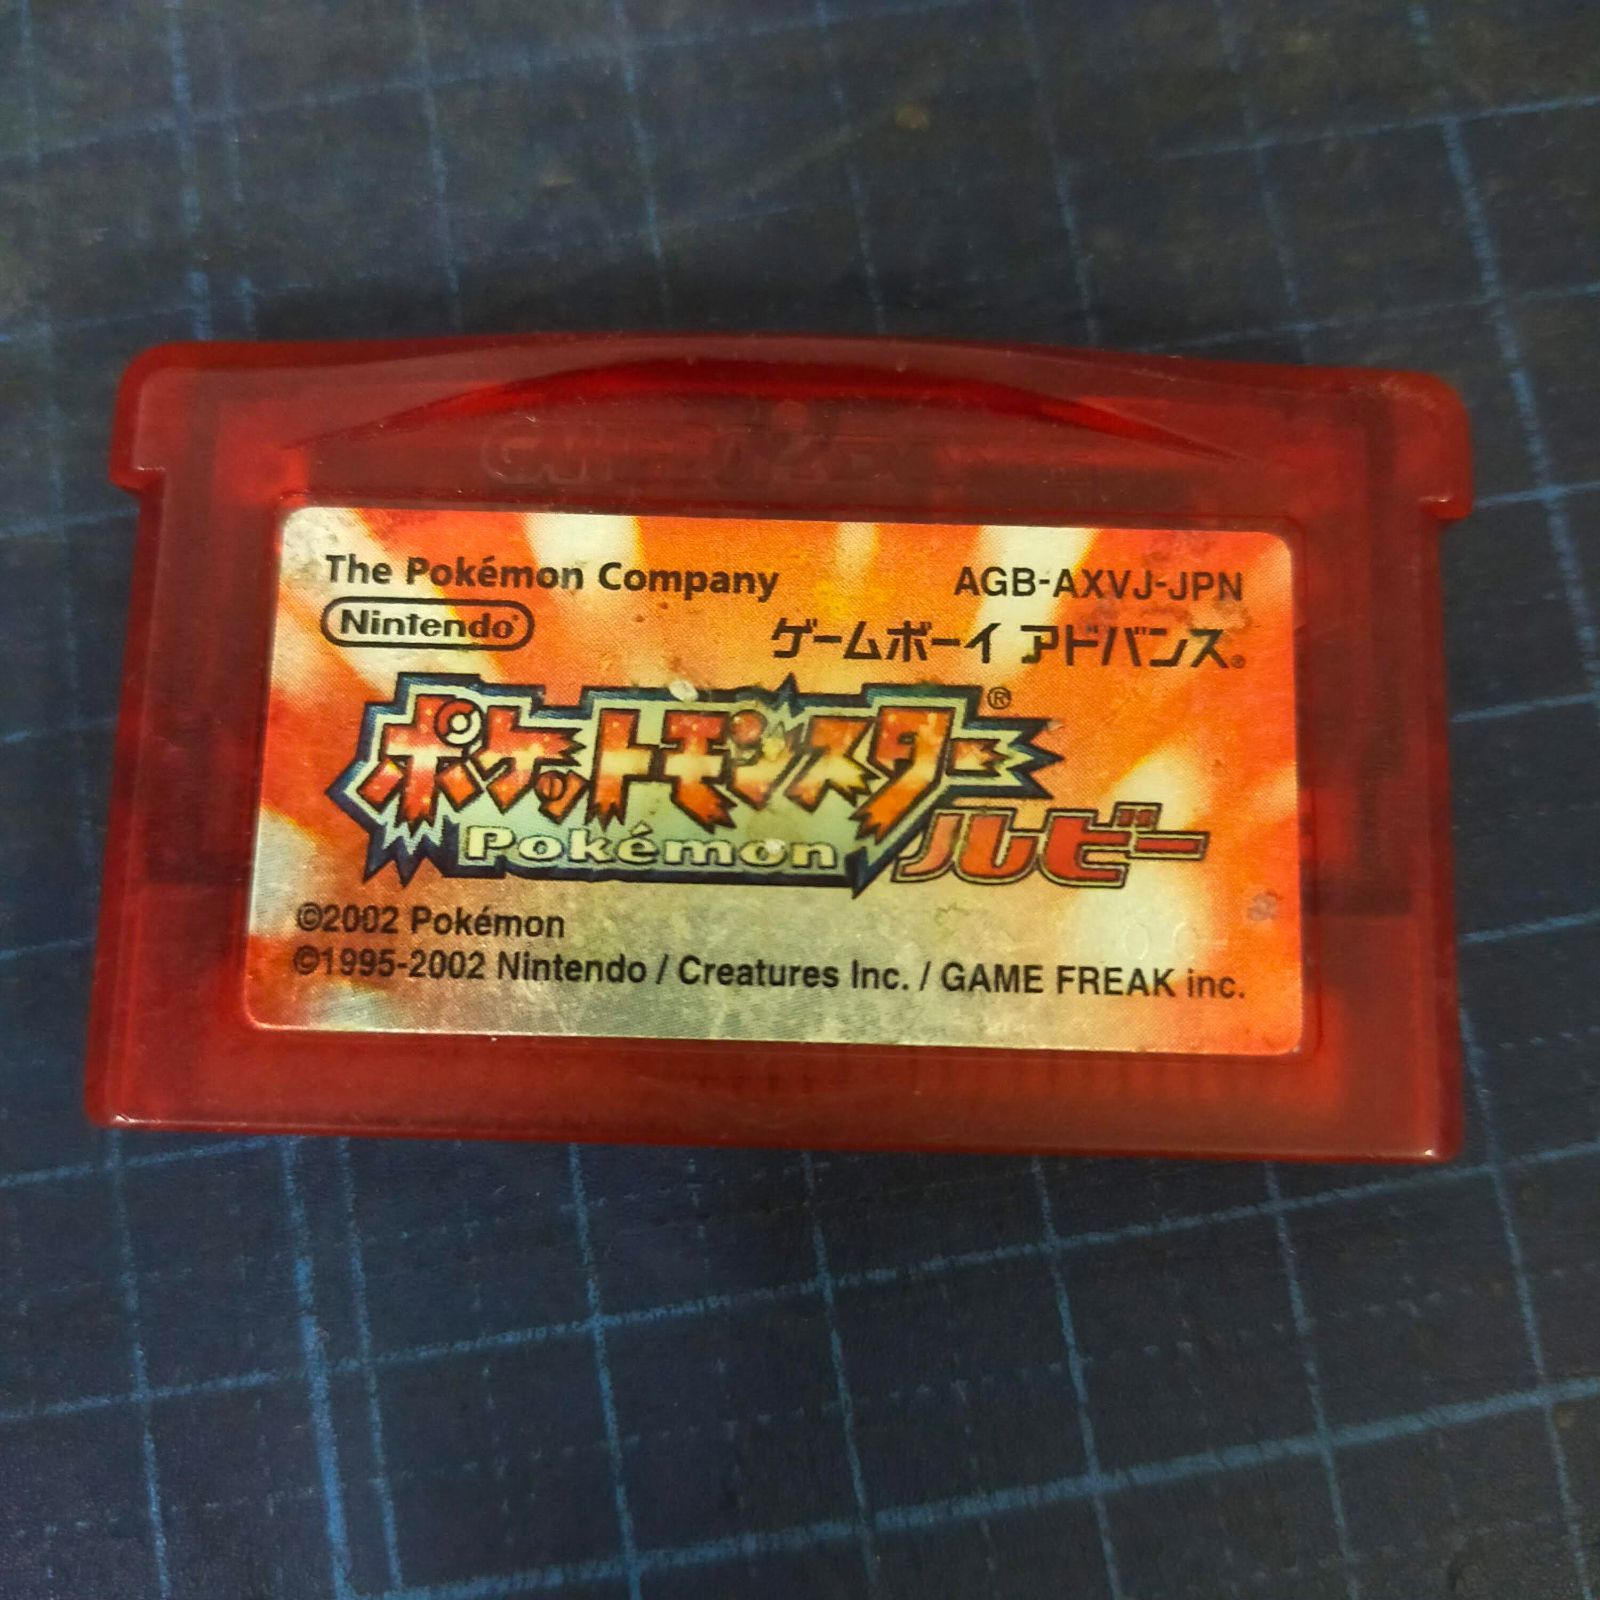 The Pokémon Company
AGB-AXVJ-JPN
Nintendo
ゲームボーイ アドバンス®
ポケットモンスター®
Pokémon
ルビー
©2002 Pokémon
©1995-2002 Nintendo / Creatures Inc. / GAME FREAK inc.